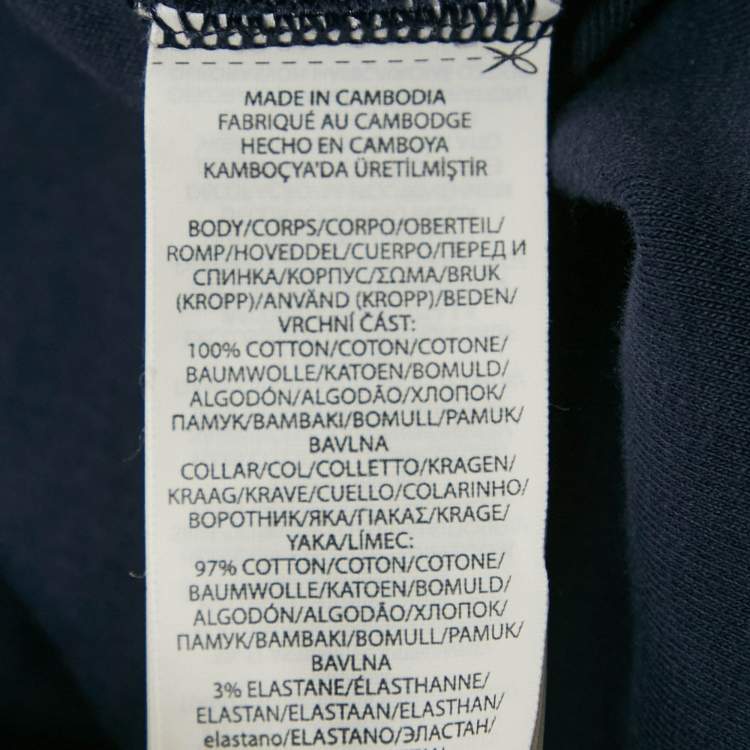 MADE IN CAMBODIA
FABRIQUÉ AU CAMBODGE
HECHO EN CAMBOYA
KAMBOÇYA'DA ÜRETİLMİŞTİR
BODY/CORPS/CORPO/OBERTEIL/
ROMP/HOVEDDEL/CUERPO/ПЕРЕД И
СПИНКА/КОРПУС/ΣΩΜΑ/BRUK
(KROPP)/ANVÄND (KROPP)/BEDEN/
VRCHNÍ ČÁST:
100% COTTON/COTON/COTONE/
BAUMWOLLE/KATOEN/BOMULD/
ALGODÓN/ALGODÃO/ХЛОПОК/
ПАМУК/ΒΑΜΒΑΚΙ/BOMULL/PAMUK/
BAVLNA
COLLAR/COL/COLLETTO/KRAGEN/
KRAAG/KRAVE/CUELLO/COLARINHO/
ВОРОТНИК/ЯКА/ΓΙΑΚΑΣ/KRAGE/
YAKA/LÍMEC:
97% COTTON/COTON/COTONE/
BAUMWOLLE/KATOEN/BOMULD/
ALGODÓN/ALGODÃO/ХЛОПОК/
ПАМУК/ΒΑΜΒΑΚΙ/BOMULL/PAMUK/
BAVLNA
3% ELASTANE/ÉLASTHANNE/
ELASTAN/ELASTAAN/ELASTHAN/
elastano/ELASTANO/ЭЛАСТАН/